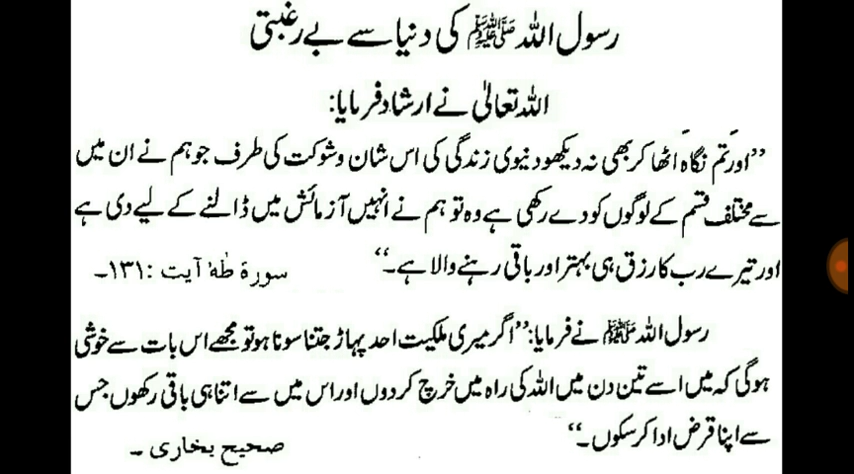 رسول اللہ ﷺ کی دنیا سے بے رغبتی
اللہ تعالیٰ نے ارشاد فرمایا:
”اور تم نگاہ اٹھا کر بھی نہ دیکھو دنیوی زندگی کی اس شان و شوکت کی طرف جو ہم نے ان میں
سے مختلف قسم کے لوگوں کو دے رکھی ہے وہ تو ہم نے انہیں آزمائش میں ڈالنے کے لیے دی ہے
اور تیرے رب کا رزق ہی بہتر اور باقی رہنے والا ہے۔“ سورۃ طٰہٰ آیت :۱۳۱۔
رسول اللہ ﷺ نے فرمایا: ”اگر میری ملکیت احد پہاڑ جتنا سونا ہو تو مجھے اس بات سے خوشی
ہوگی کہ میں اسے تین دن میں اللہ کی راہ میں خرچ کردوں اور اس میں سے اتنا ہی باقی رکھوں جس
سے اپنا قرض ادا کر سکوں۔“ صحیح بخاری ۔